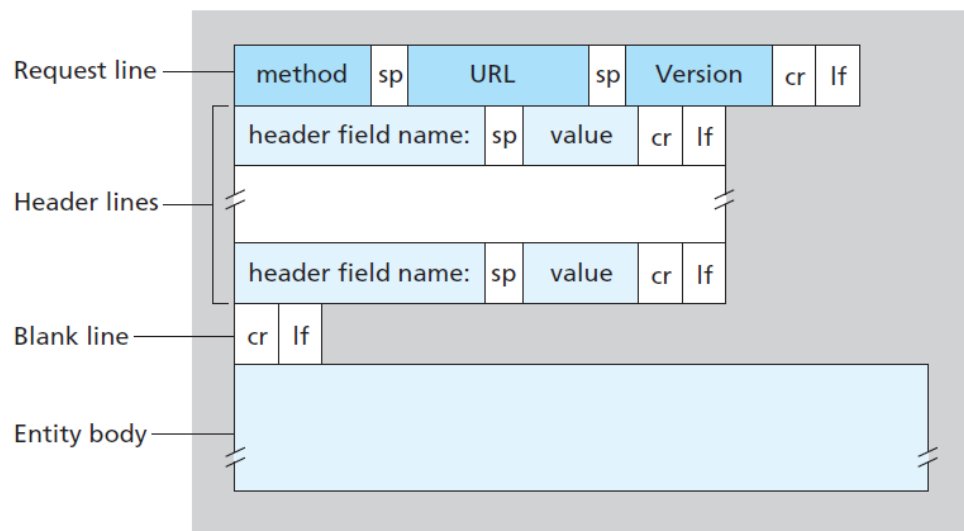 Request line method sp URL sp Version cr lf
header field name: sp value cr lf
Header lines
header field name: sp value cr lf
Blank line cr lf
Entity body